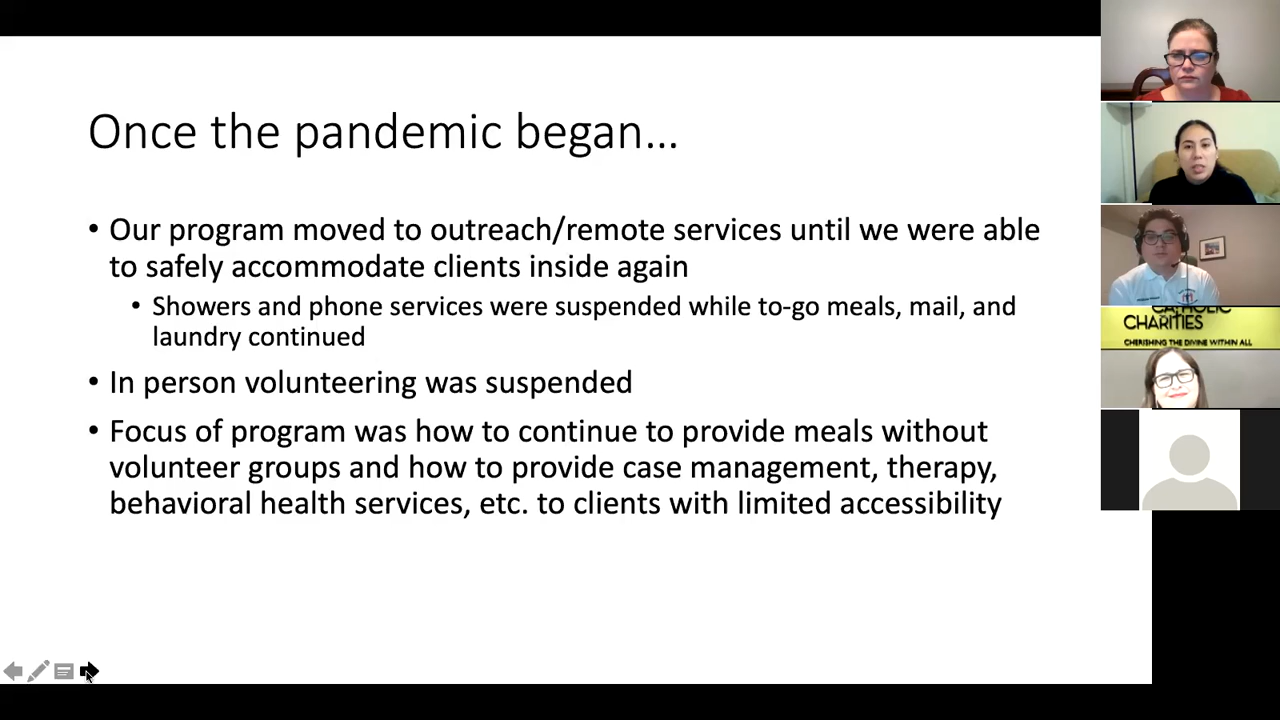 Once the pandemic began...
• Our program moved to outreach/remote services until we were able
to safely accommodate clients inside again
• Showers and phone services were suspended while to-go meals, mail, and
laundry continued
• In person volunteering was suspended
• Focus of program was how to continue to provide meals without
volunteer groups and how to provide case management, therapy,
behavioral health services, etc. to clients with limited accessibility
CATHOLIC
CHARITIES
CHERISHING THE DIVINE WITHIN ALL